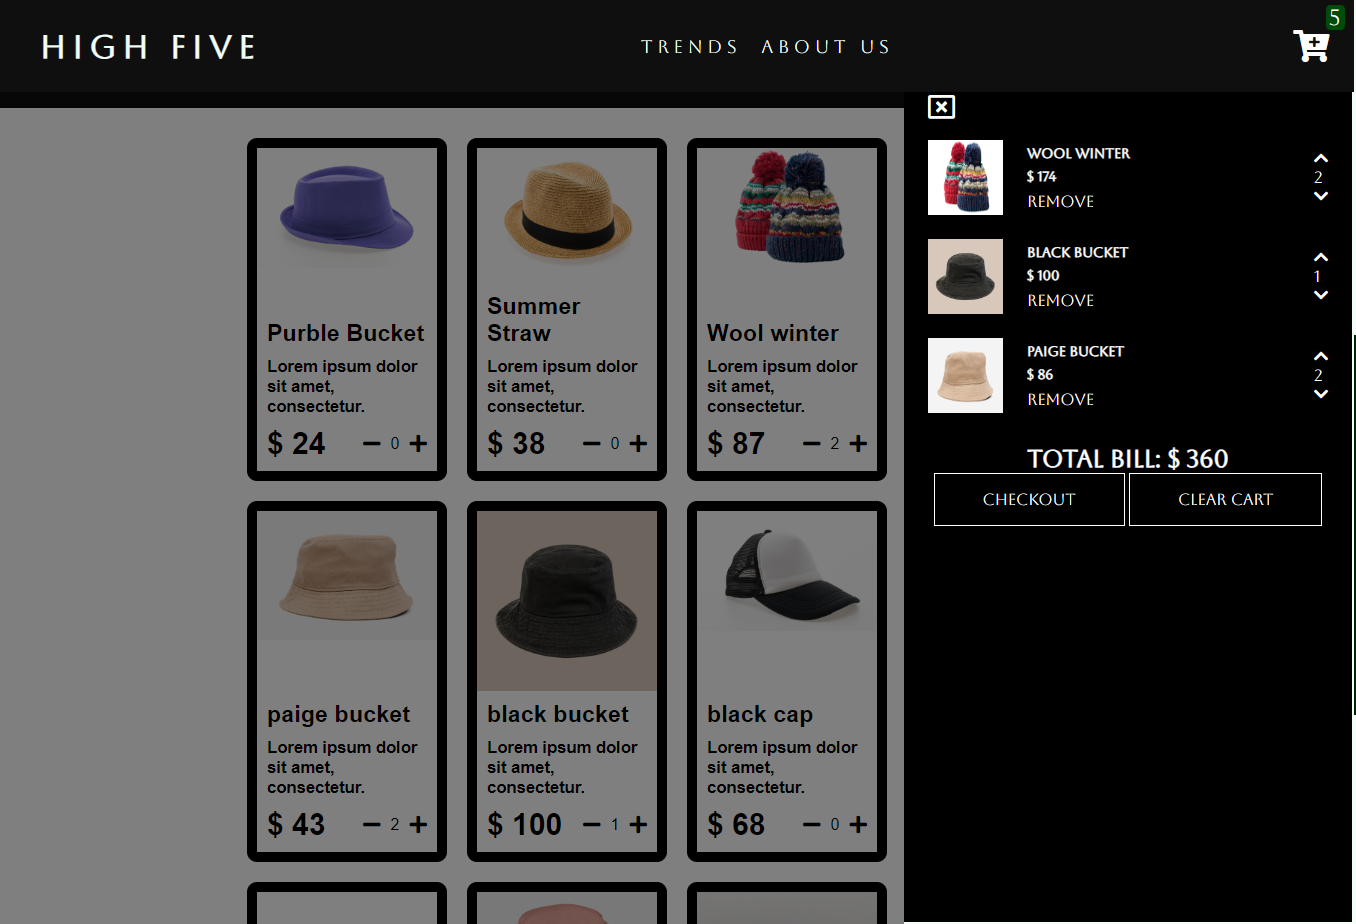 HIGH FIVE
TRENDS ABOUT US
5
WOOL WINTER
$ 174
REMOVE
2
BLACK BUCKET
$ 100
REMOVE
1
PAIGE BUCKET
$ 86
REMOVE
2
TOTAL BILL: $ 360
CHECKOUT
CLEAR CART
Purble Bucket
Lorem ipsum dolor
sit amet,
consectetur.
$ 24
0
Summer
Straw
Lorem ipsum dolor
sit amet,
consectetur.
$ 38
0
Wool winter
Lorem ipsum dolor
sit amet,
consectetur.
$ 87
2
paige bucket
Lorem ipsum dolor
sit amet,
consectetur.
$ 43
2
black bucket
Lorem ipsum dolor
sit amet,
consectetur.
$ 100
1
black cap
Lorem ipsum dolor
sit amet,
consectetur.
$ 68
0